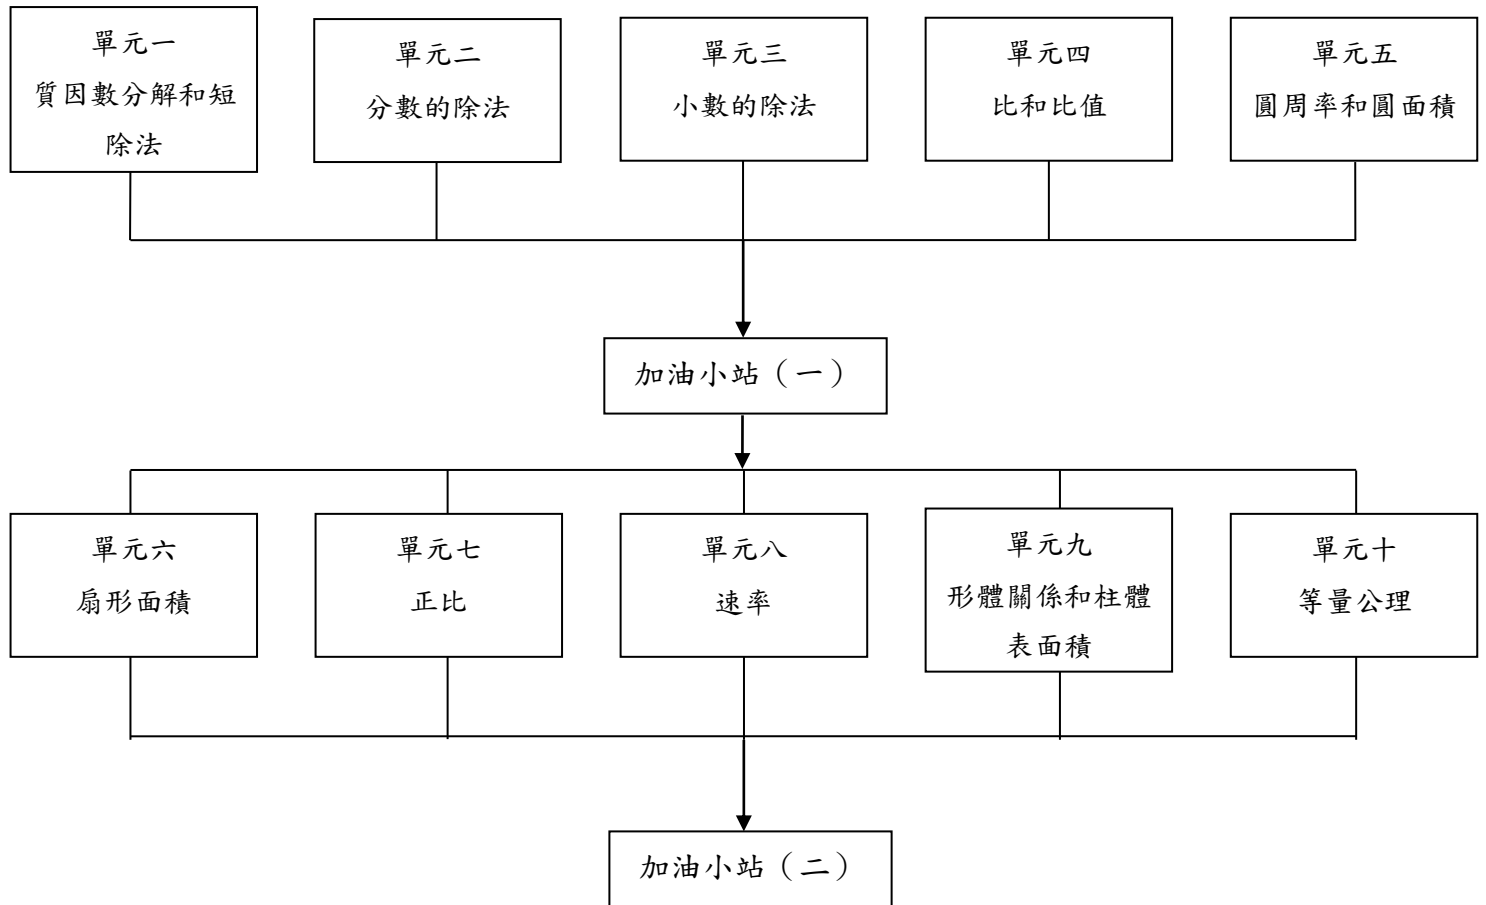 單元一
質因數分解和短
除法
單元二
分數的除法
單元三
小數的除法
單元四
比和比值
單元五
圓周率和圓面積
加油小站（一）
單元六
扇形面積
單元七
正比
單元八
速率
單元九
形體關係和柱體
表面積
單元十
等量公理
加油小站（二）